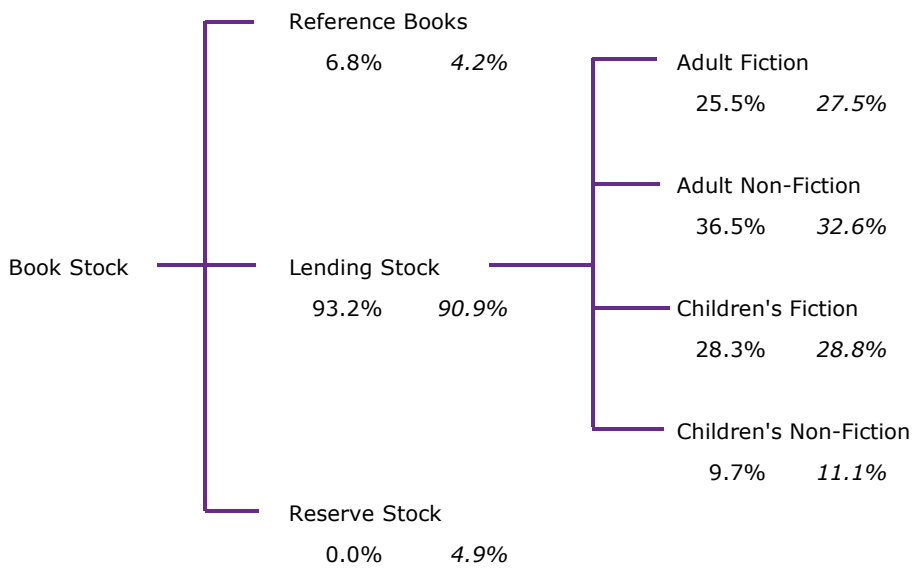 Reference Books
6.8% 4.2%
Adult Fiction
25.5% 27.5%
Adult Non-Fiction
36.5% 32.6%
Book Stock
Lending Stock
93.2% 90.9%
Children's Fiction
28.3% 28.8%
Children's Non-Fiction
9.7% 11.1%
Reserve Stock
0.0% 4.9%